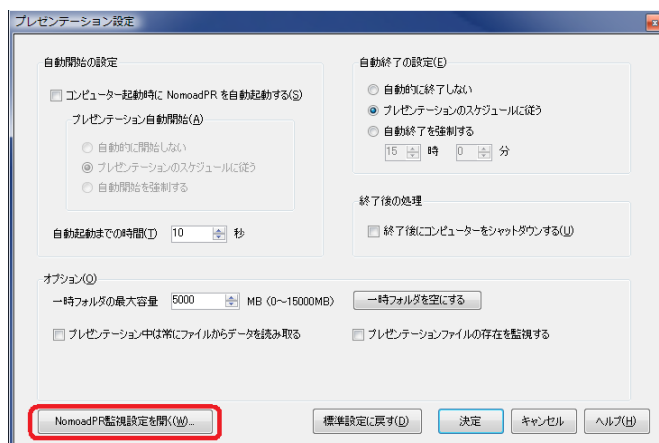 プレゼンテーション設定
自動開始の設定
コンピューター起動時に NomoadPR を自動起動する(S)
プレゼンテーション自動開始(A)
自動的に開始しない
プレゼンテーションのスケジュールに従う
自動開始を強制する
自動起動までの時間(T) 10 秒
自動終了の設定(E)
自動的に終了しない
プレゼンテーションのスケジュールに従う
自動終了を強制する
15 時 0 分
終了後の処理
終了後にコンピューターをシャットダウンする(U)
オプション(O)
一時フォルダの最大容量 5000 MB (0～15000MB) 一時フォルダを空にする
プレゼンテーション中は常にファイルからデータを読み取る プレゼンテーションファイルの存在を監視する
NomoadPR監視設定を開く(W)... 標準設定に戻す(D) 決定 キャンセル ヘルプ(H)